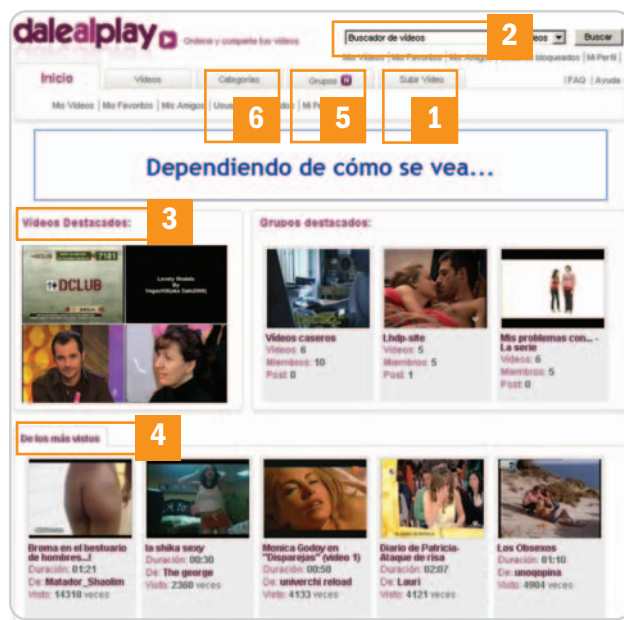 dalealplay Ordena y comparte tus vídeos
Buscador de vídeos
2
Buscar
Mi Perfil
Inicio Vídeos Categorías Grupos N Subir Vídeo FAQ Ayuda
Mis Vídeos Mis Favoritos Mis Amigos
6 5 1
Dependiendo de cómo se vea...
Vídeos Destacados: 3
Grupos destacados:
DCLUB
Lonely Models
By
Vídeos caseros
Vídeos: 6
Miembros: 10
Post: 0
Lhdp-site
Vídeos: 5
Miembros: 5
Post: 1
Mis problemas con... -
La serie
Vídeos: 6
Miembros: 5
Post: 0
De los más vistos 4
Broma en el bestuario
de hombres..!
Duración: 01:21
De: Matador_Shaolim
Visto: 14318 veces
la shika sexy
Duración: 00:30
De: The george
Visto: 2360 veces
Monica Godoy en
"Disparejas" (video 1)
Duración: 00:50
De: univerchi reload
Visto: 4133 veces
Diario de Patricia-
Ataque de risa
Duración: 02:07
De: Lauri
Visto: 4121 veces
Los Obsexos
Duración: 01:10
De: unoqopina
Visto: 4904 veces